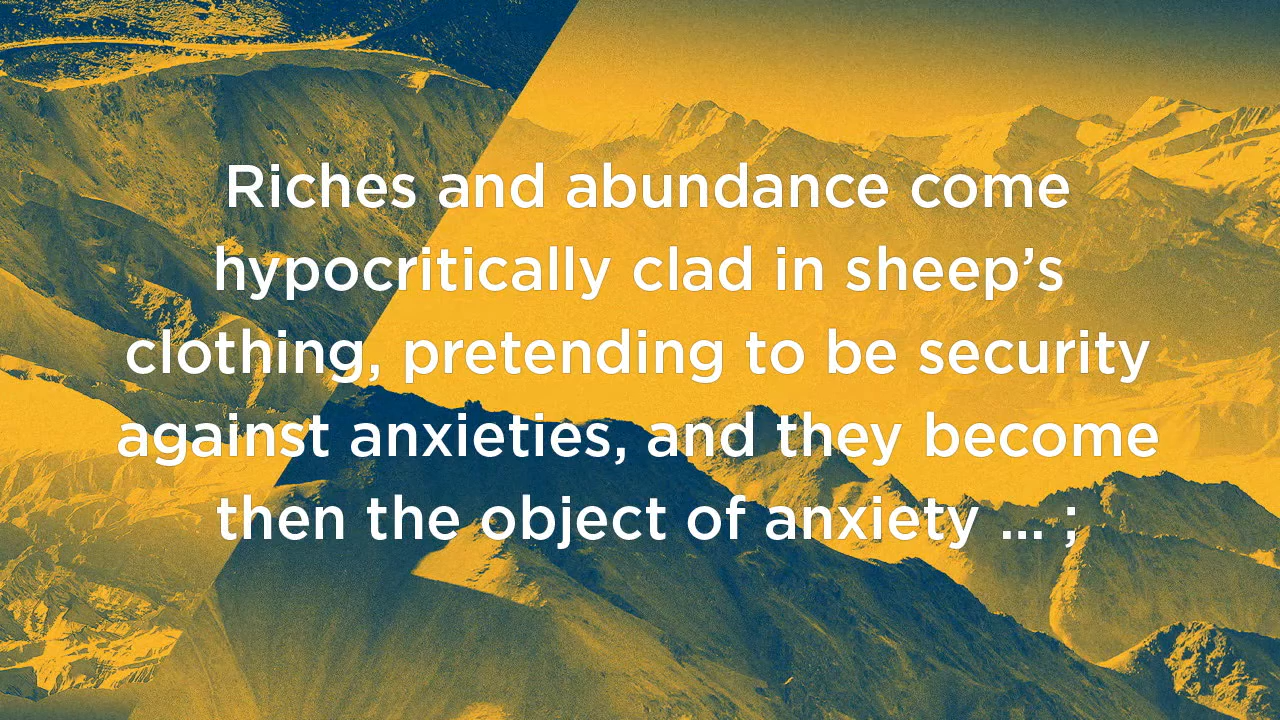 Riches and abundance come
hypocritically clad in sheep’s
clothing, pretending to be security
against anxieties, and they become
then the object of anxiety ... ;